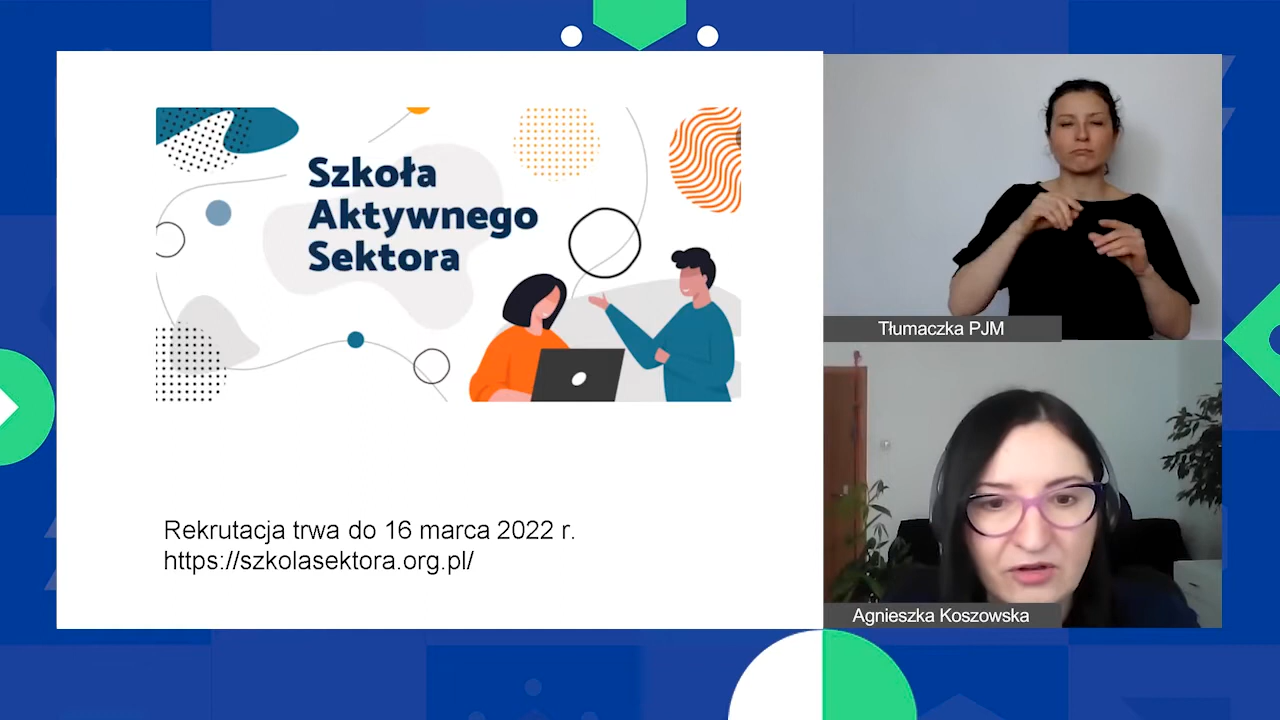 Szkoła
Aktywnego
Sektora
Rekrutacja trwa do 16 marca 2022 r.
https://szkolasektora.org.pl/
Tłumaczka PJM
Agnieszka Koszowska